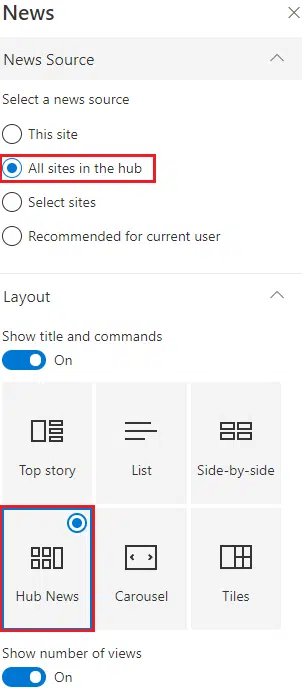 News
News Source
Select a news source
This site
All sites in the hub
Select sites
Recommended for current user
Layout
Show title and commands
On
Top story
List
Side-by-side
Hub News
Carousel
Tiles
Show number of views
On